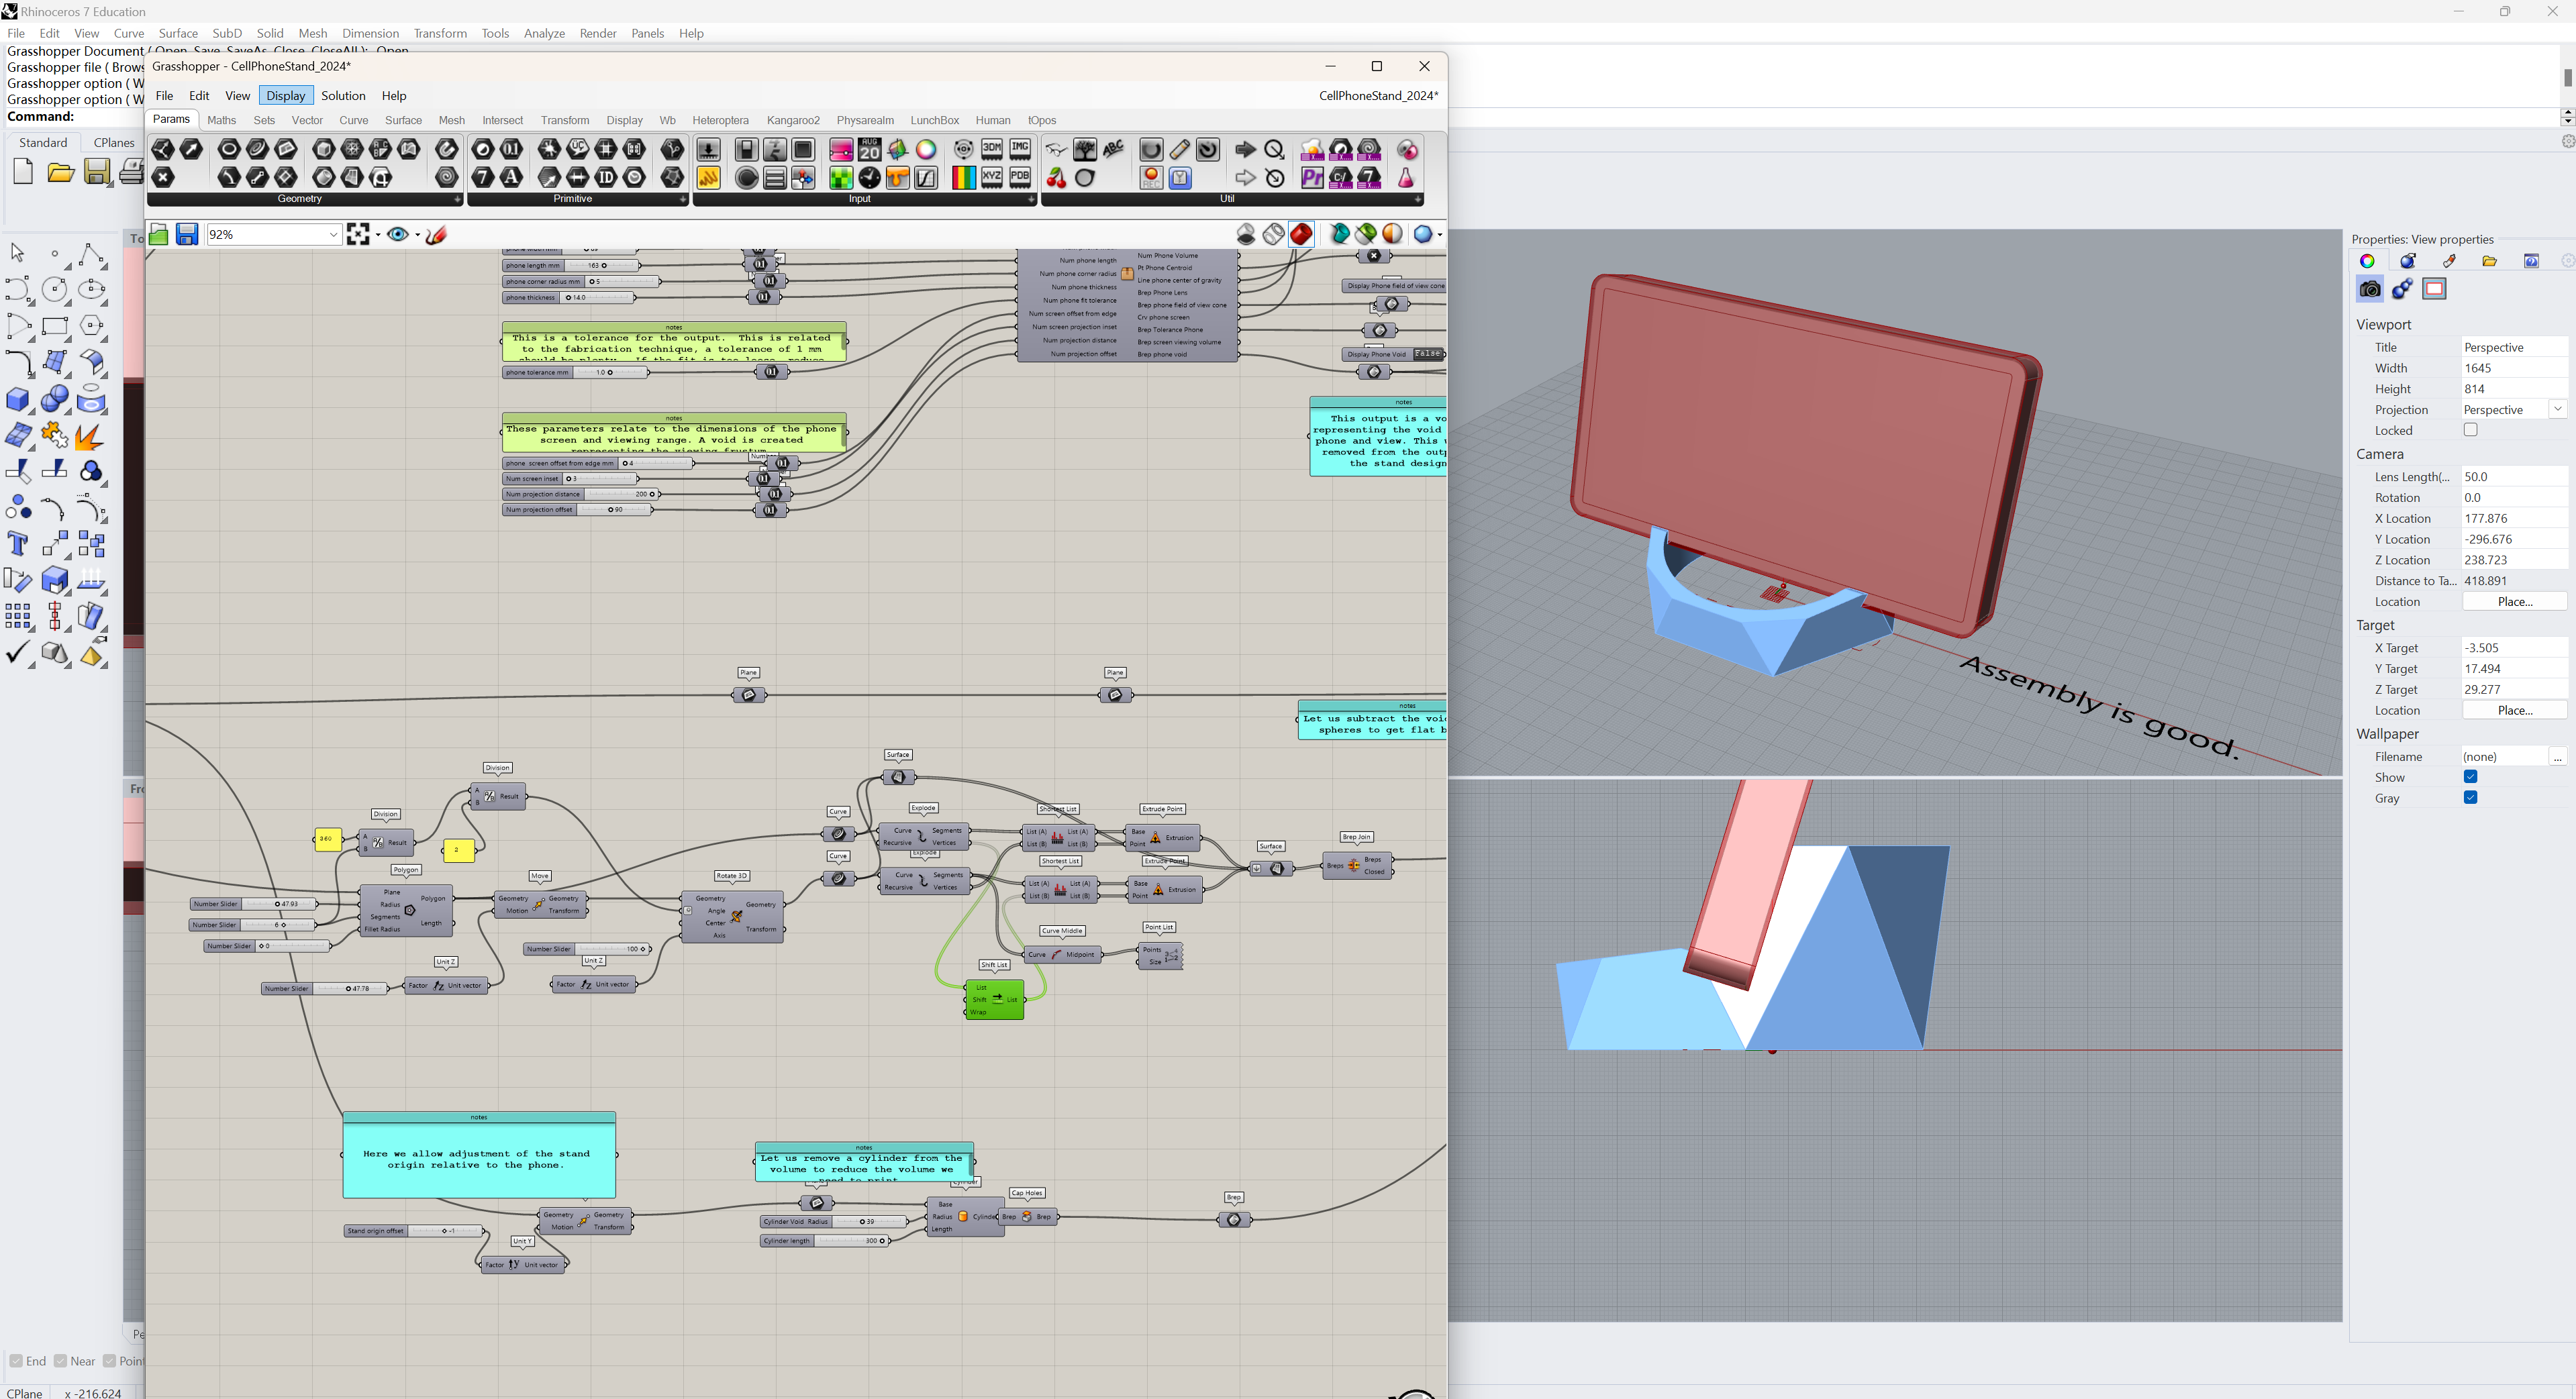 Rhinoceros 7 Education
File Edit View Curve Surface SubD Solid Mesh Dimension Transform Tools Analyze Render Panels Help
Grasshopper Document ( Open Save SaveAs Close CloseAll ): _Open
Grasshopper file ( Brows
Grasshopper option ( W
Grasshopper option ( W
Command:
Standard CPlanes
Grasshopper - CellPhoneStand_2024*
File Edit View Display Solution Help
CellPhoneStand_2024*
Params Maths Sets Vector Curve Surface Mesh Intersect Transform Display Wb Heteroptera Kangaroo2 Physarealm LunchBox Human tOpos
Geometry Primitive Input Util
92%
phone length mm 163
phone corner radius mm 5
phone thickness 14.0
notes
This is a tolerance for the output. This is related
to the fabrication technique, a tolerance of 1 mm
phone tolerance mm 1.0
notes
These parameters relate to the dimensions of the phone
screen and viewing range. A void is created
representing the viewing frustum
phone screen offset from edge mm 4
Num screen inset 3
Num projection distance 200
Num projection offset 90
Num phone length
Num phone corner radius
Num phone thickness
Num phone fit tolerance
Num screen offset from edge
Num screen projection inset
Num projection distance
Num projection offset
Num Phone Volume
Pt Phone Centroid
Line phone center of gravity
Brep Phone Lens
Brep phone field of view cone
Crv phone screen
Brep Tolerance Phone
Brep screen viewing volume
Brep phone void
Display Phone field of view cone
Display Phone Void False
notes
This output is a vo
representing the void
phone and view. This
removed from the outp
the stand design
Plane
Plane
notes
Let us subtract the voi
spheres to get flat b
Division
A B Result
Division
360
A B Result
2
Polygon
Plane Radius Segments Fillet Radius Polygon Length
Number Slider 47.93
Number Slider 6
Number Slider 0
Move
Geometry Motion Geometry Transform
Rotate 3D
Geometry Angle Center Axis Geometry Transform
Number Slider 100
Unit Z
Factor Unit vector
Unit Z
Factor Unit vector
Number Slider 47.78
Surface
Curve
Curve
Explode
Curve Recursive Segments Vertices
Explode
Curve Recursive Segments Vertices
Shortest List
List (A) List (B) List (A) List (B)
Shortest List
List (A) List (B) List (A) List (B)
Extrude Point
Base Point Extrusion
Extrude Point
Base Point Extrusion
Surface
Brep Join
Breps Breps Closed
Curve Middle
Curve Midpoint
Point List
Points Size
Shift List
List Shift Wrap List
notes
Here we allow adjustment of the stand
origin relative to the phone.
Stand origin offset -1
Geometry Motion Geometry Transform
Unit Y
Factor Unit vector
notes
Let us remove a cylinder from the
volume to reduce the volume we
need to print
Cylinder Void Radius 39
Cylinder length 300
Base Radius Length Cylinder
Cap Holes
Brep Brep
Brep
Assembly is good.
Properties: View properties
Viewport
Title Perspective
Width 1645
Height 814
Projection Perspective
Locked
Camera
Lens Length(... 50.0
Rotation 0.0
X Location 177.876
Y Location -296.676
Z Location 238.723
Distance to Ta... 418.891
Location Place...
Target
X Target -3.505
Y Target 17.494
Z Target 29.277
Location Place...
Wallpaper
Filename (none) ...
Show
Gray
End Near Point
CPlane x -216.624